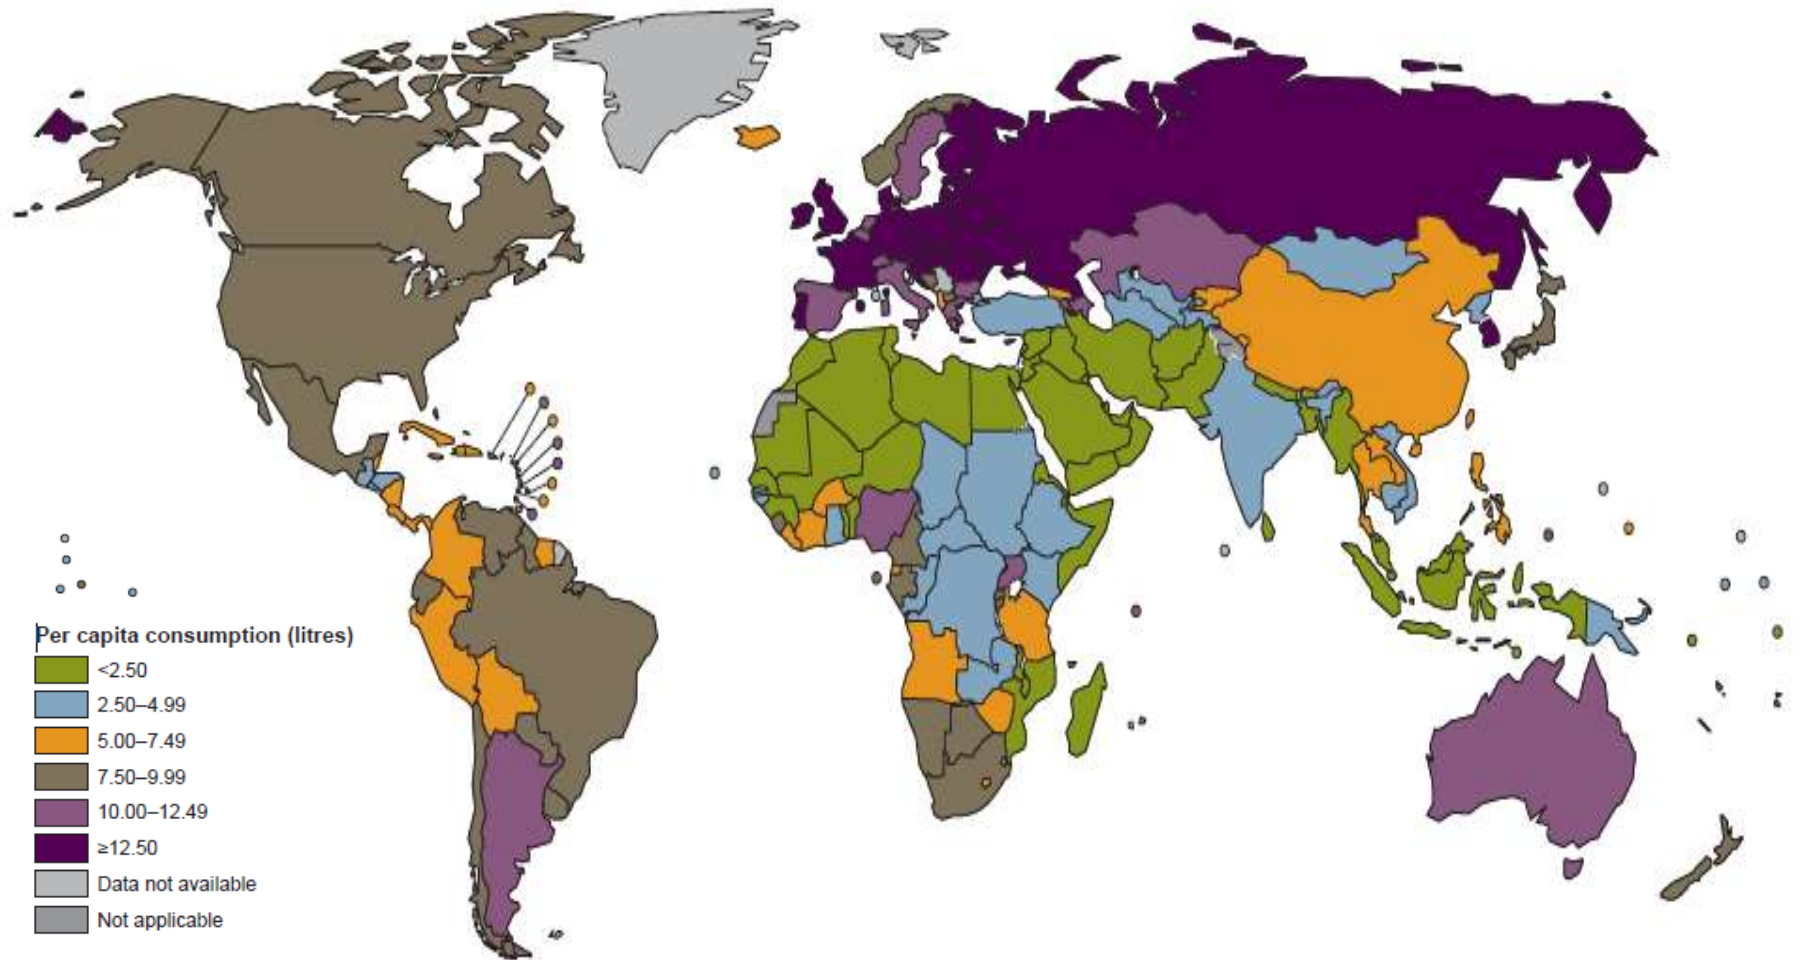 Per capita consumption (litres)
<2.50
2.50–4.99
5.00–7.49
7.50–9.99
10.00–12.49
≥12.50
Data not available
Not applicable